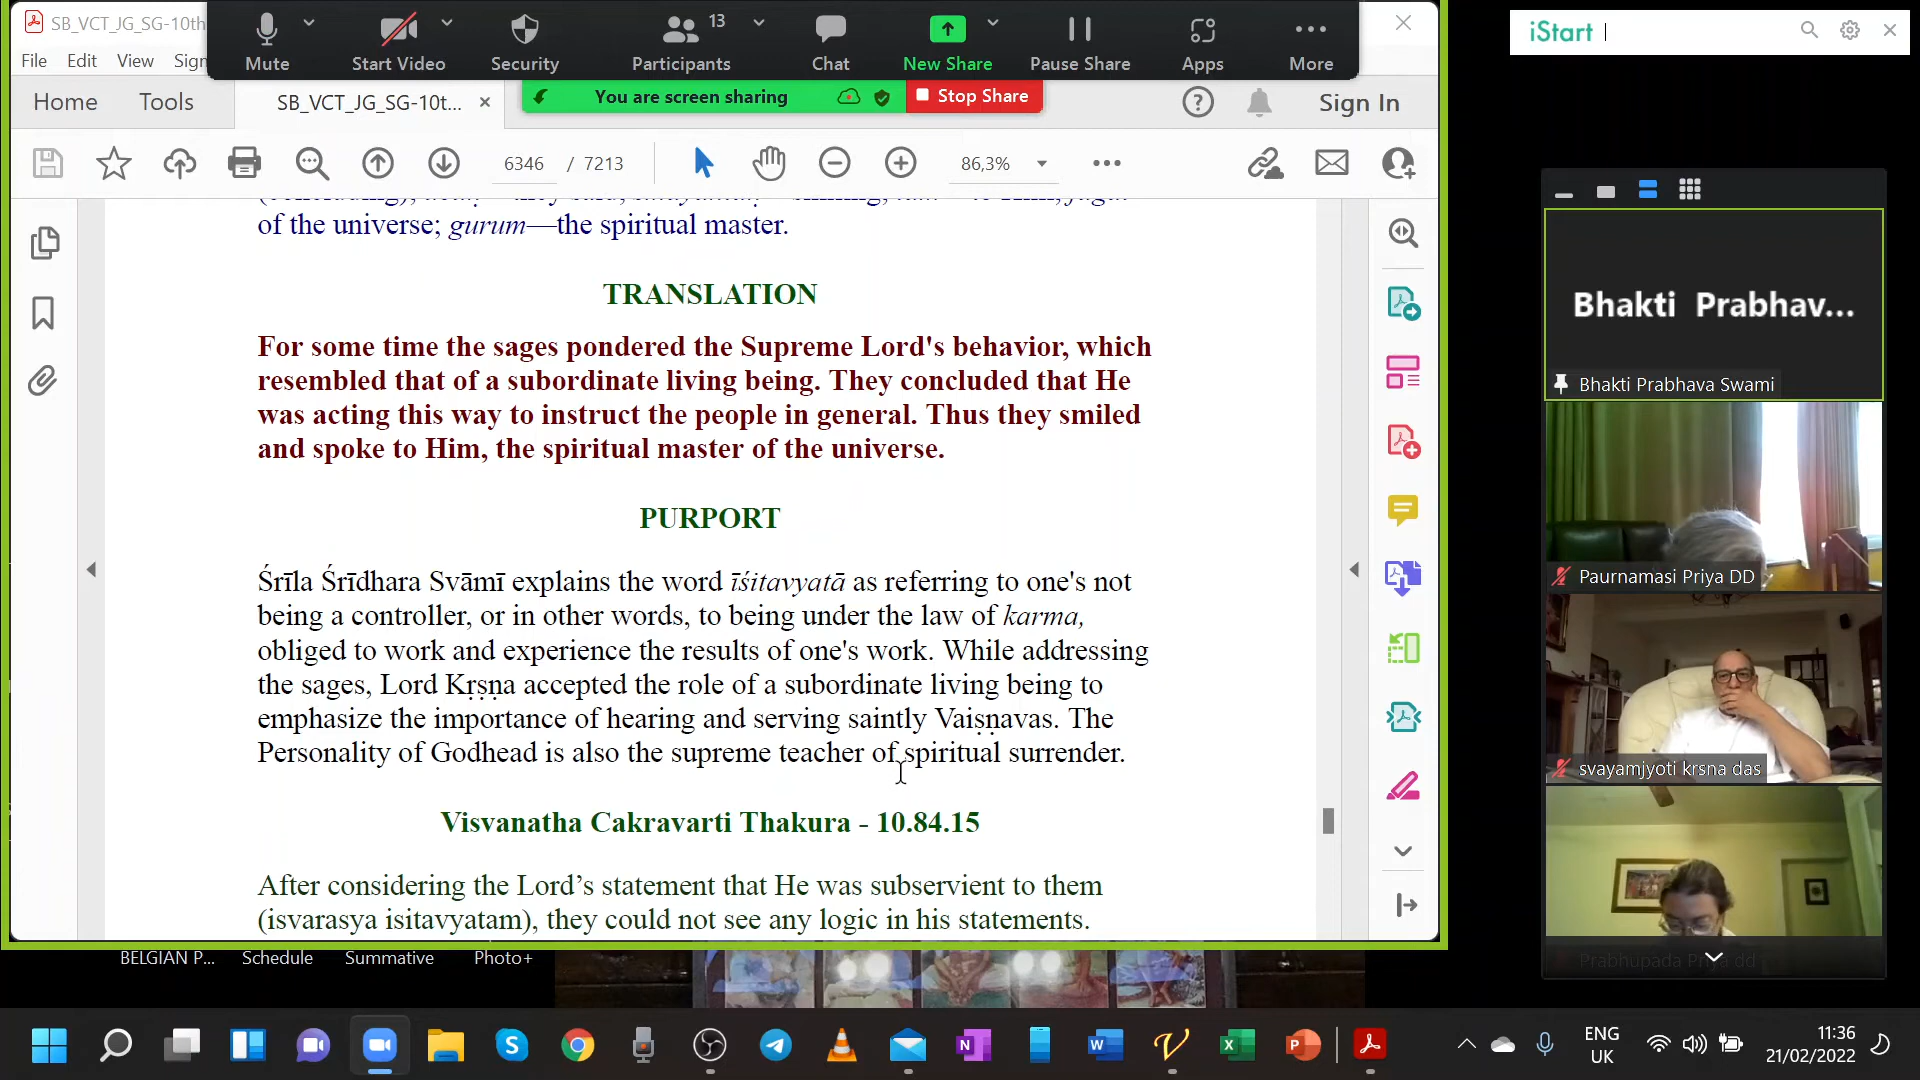 SB_VCT_JG_SG-10th
Mute
Start Video
Security
13
Participants
Chat
New Share
Pause Share
Apps
More
File Edit View Sign
You are screen sharing
Stop Share
Home
Tools
SB_VCT_JG_SG-10t...
Sign In
6346 / 7213
86,3%
of the universe; gurum—the spiritual master.
TRANSLATION
For some time the sages pondered the Supreme Lord's behavior, which
resembled that of a subordinate living being. They concluded that He
was acting this way to instruct the people in general. Thus they smiled
and spoke to Him, the spiritual master of the universe.
PURPORT
Śrīla Śrīdhara Svāmī explains the word īśitavyatā as referring to one's not
being a controller, or in other words, to being under the law of karma,
obliged to work and experience the results of one's work. While addressing
the sages, Lord Kṛṣṇa accepted the role of a subordinate living being to
emphasize the importance of hearing and serving saintly Vaiṣṇavas. The
Personality of Godhead is also the supreme teacher of spiritual surrender.
Visvanatha Cakravarti Thakura - 10.84.15
After considering the Lord’s statement that He was subservient to them
(isvarasya isitavyatam), they could not see any logic in his statements.
iStart
Bhakti Prabhav...
Bhakti Prabhava Swami
Paurnamasi Priya DD
svayamjyoti krsna das
Prabhupada Priya dd
BELGIAN P...
Schedule
Summative
Photo+
ENG
UK
11:36
21/02/2022